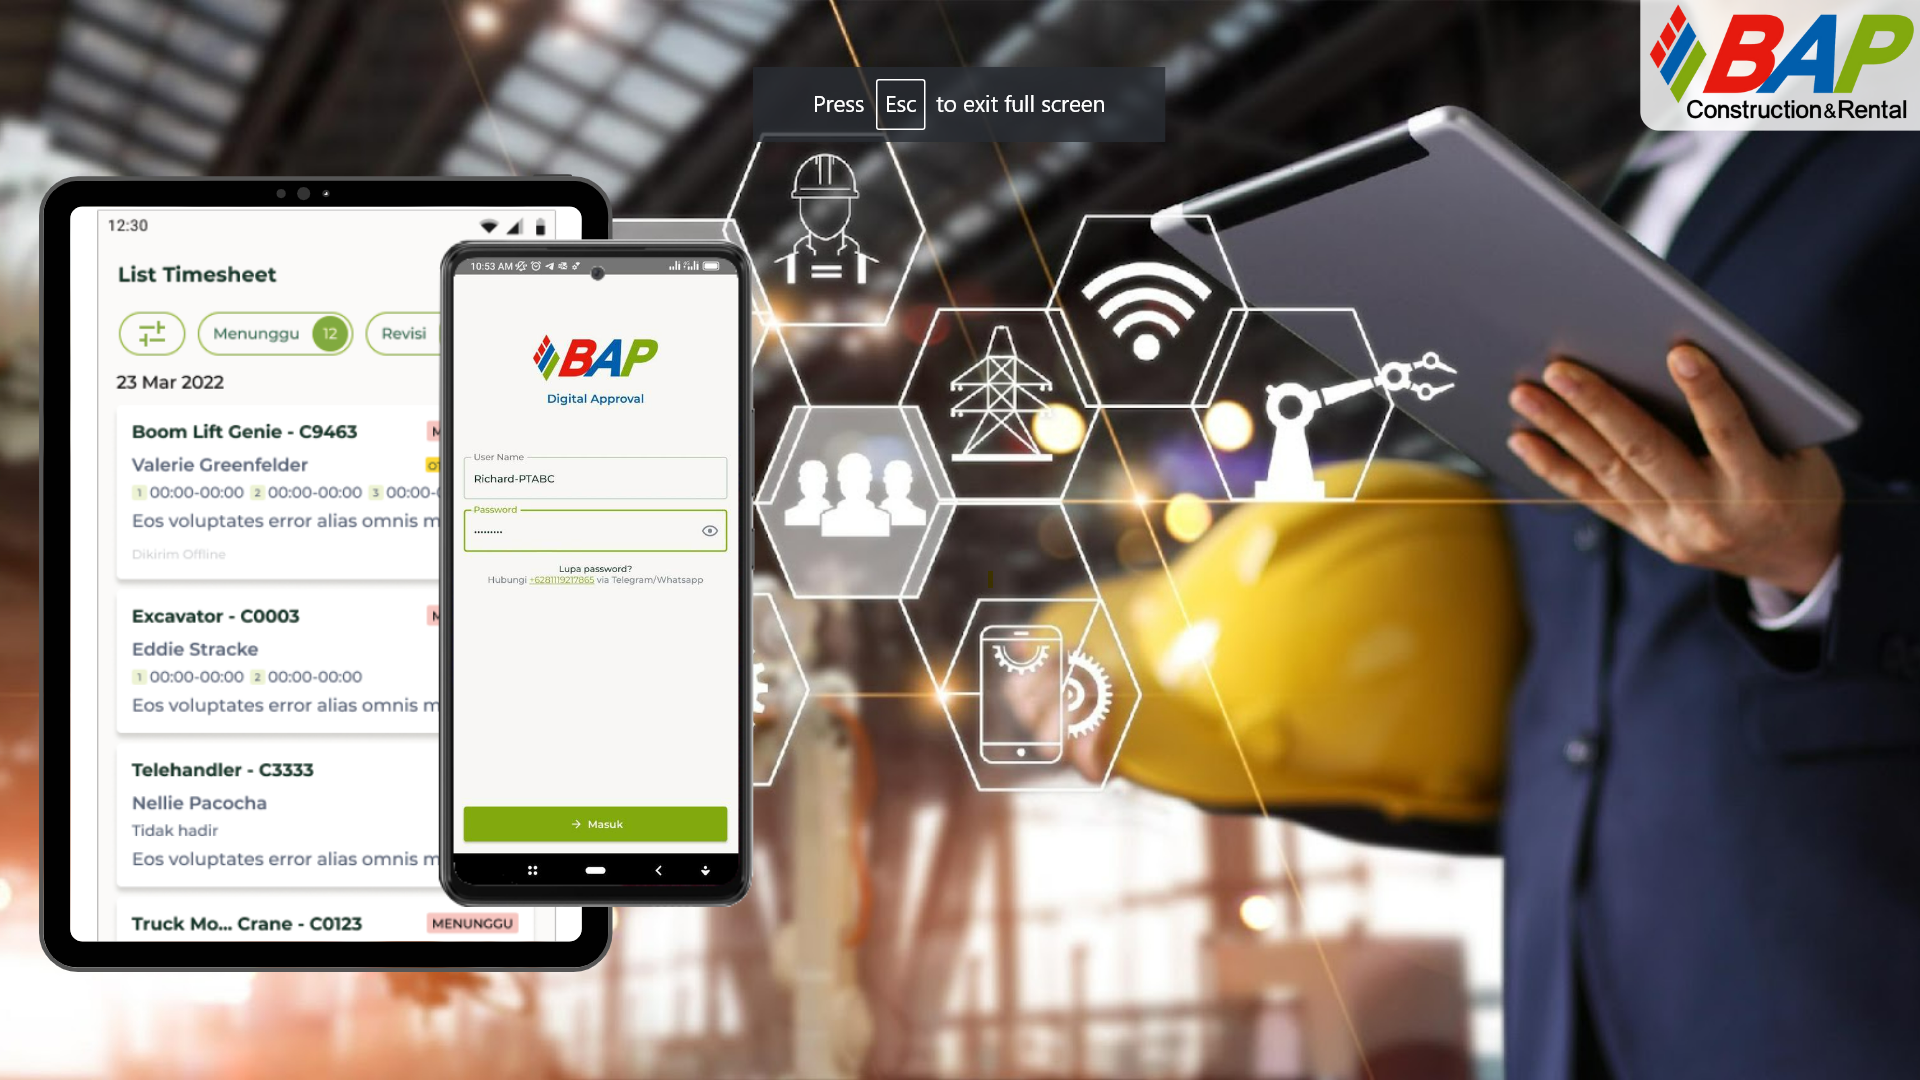 BAP
Construction&Rental
Press Esc to exit full screen
12:30
List Timesheet
Menunggu 12
Revisi
23 Mar 2022
Boom Lift Genie - C9463
Valerie Greenfelder
1 00:00-00:00 2 00:00-00:00 3 00:00-
Eos voluptates error alias omnis
Dikirim Offline
Excavator - C0003
Eddie Stracke
1 00:00-00:00 2 00:00-00:00
Eos voluptates error alias omnis
Telehandler - C3333
Nellie Pacocha
Tidak hadir
Eos voluptates error alias omnis
Truck Mo... Crane - C0123 MENUNGGU
10:53 AM
BAP
Digital Approval
User Name
Richard-PTABC
Password
Lupa password?
Hubungi +6281119217865 via Telegram/Whatsapp
→ Masuk